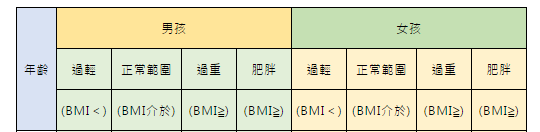 男孩 女孩
年齡 過輕 正常範圍 過重 肥胖 過輕 正常範圍 過重 肥胖
(BMI<) (BMI介於) (BMI≧) (BMI≧) (BMI<) (BMI介於) (BMI≧) (BMI≧)